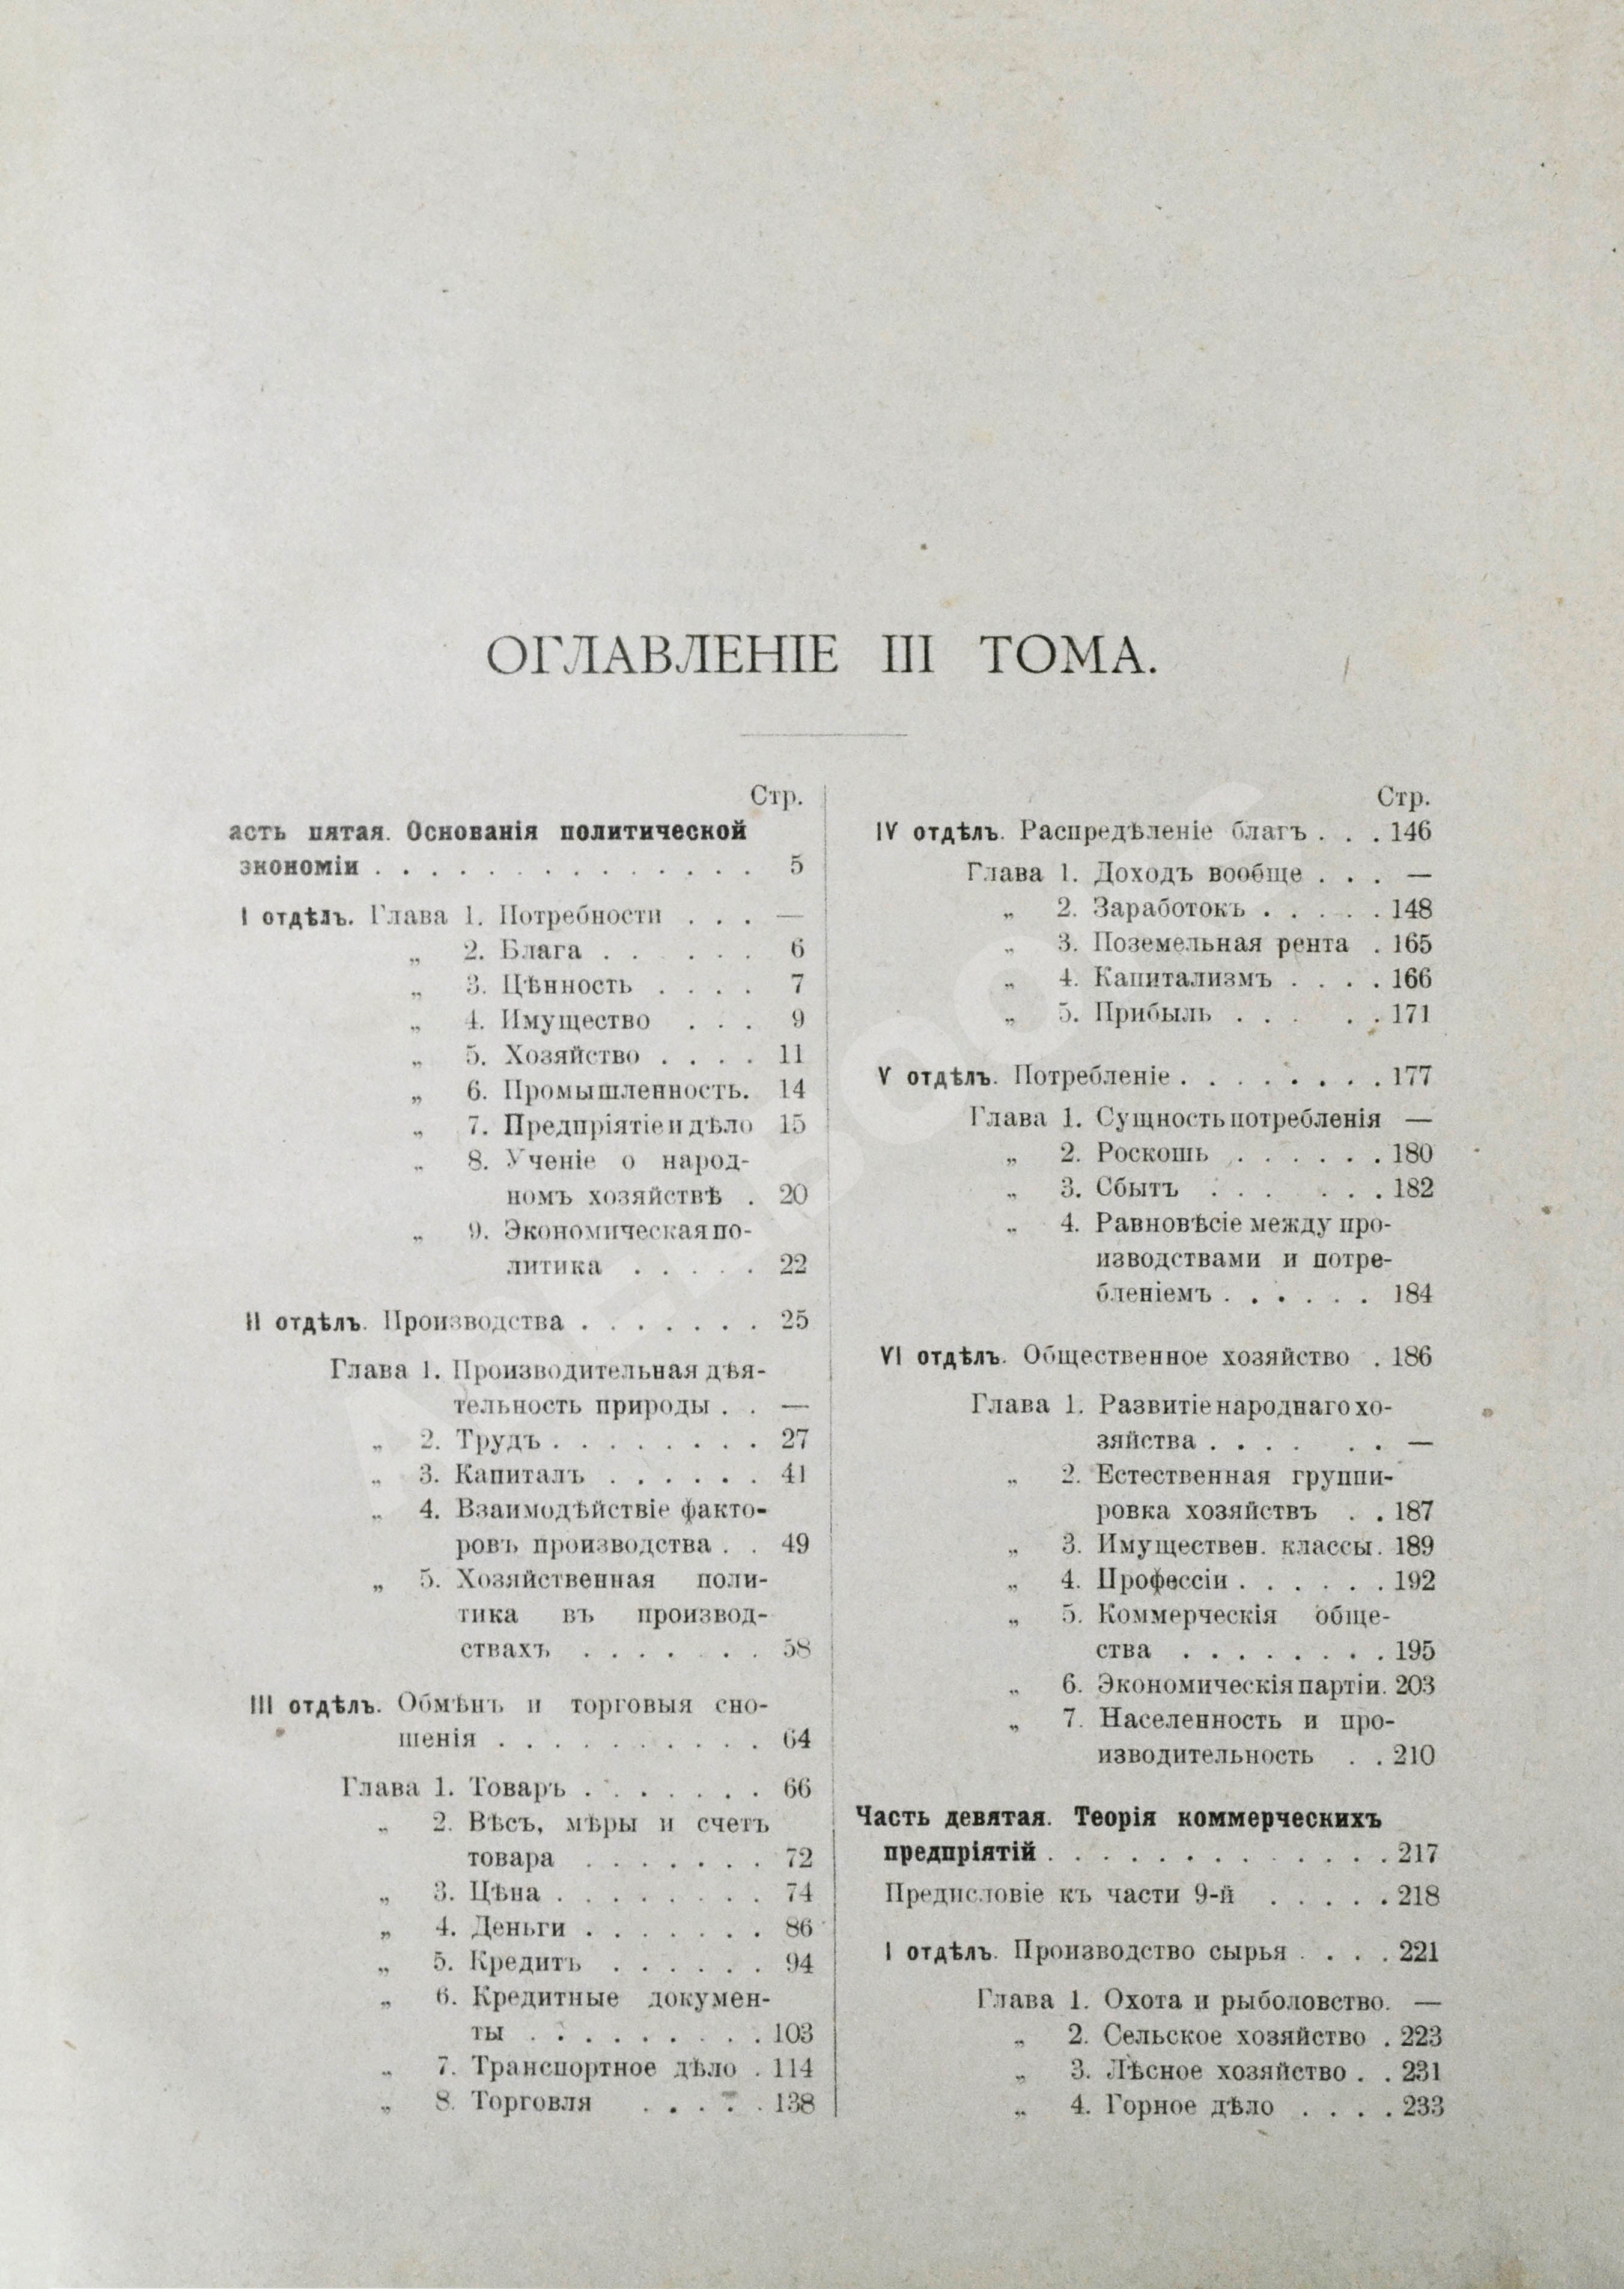 ОГЛАВЛЕНІЕ III ТОМА.
Стр.
асть пятая. Основанія политической
экономіи . . . . . . . . . . . . . . 5
I отдѣлъ. Глава 1. Потребности . . . —
„ 2. Блага . . . . . . 6
„ 3. Цѣнность . . . . 7
„ 4. Имущество . . . 9
„ 5. Хозяйство . . . . 11
„ 6. Промышленность. 14
„ 7. Предпріятіе и дѣло 15
„ 8. Ученіе о народ-
номъ хозяйствѣ . 20
„ 9. Экономическая по-
литика . . . . . 22
II отдѣлъ. Производства . . . . . . . 25
Глава 1. Производительная дѣя-
тельность природы . . —
„ 2. Трудъ . . . . . . . . 27
„ 3. Капиталъ . . . . . . 41
„ 4. Взаимодѣйствіе факто-
ровъ производства . . 49
„ 5. Хозяйственная поли-
тика въ производ-
ствахъ . . . . . . . 58
III отдѣлъ. Обмѣнъ и торговыя сно-
шенія . . . . . . . . . . 64
Глава 1. Товаръ . . . . . . . 66
„ 2. Вѣсъ, мѣры и счетъ
товара . . . . . . . 72
„ 3. Цѣна . . . . . . . . 74
„ 4. Деньги . . . . . . . 86
„ 5. Кредитъ . . . . . . 94
„ 6. Кредитные докумен-
ты . . . . . . . . . 103
„ 7. Транспортное дѣло . 114
„ 8. Торговля . . . . . 138
Стр.
IV отдѣлъ. Распредѣленіе благъ . . . 146
Глава 1. Доходъ вообще . . . —
„ 2. Заработокъ . . . . . 148
„ 3. Поземельная рента . 165
„ 4. Капитализмъ . . . . 166
„ 5. Прибыль . . . . . 171
V отдѣлъ. Потребленіе . . . . . . . . 177
Глава 1. Сущность потребленія —
„ 2. Роскошь . . . . . . 180
„ 3. Сбытъ . . . . . . 182
„ 4. Равновѣсіе между про-
изводствами и потре-
бленіемъ . . . . . . 184
VI отдѣлъ. Общественное хозяйство . 186
Глава 1. Развитіе народнаго хо-
зяйства . . . . . . —
„ 2. Естественная группи-
ровка хозяйствъ . . 187
„ 3. Имуществен. классы. 189
„ 4. Профессіи . . . . . . 192
„ 5. Коммерческія обще-
ства . . . . . . . . 195
„ 6. Экономическія партіи. 203
„ 7. Населенность и про-
изводительность . . 210
Часть девятая. Теорія коммерческихъ
предпріятій . . . . . . . . . . . . . 217
Предисловіе къ части 9-й . . . . . 218
I отдѣлъ. Производство сырья . . . . 221
Глава 1. Охота и рыболовство. —
„ 2. Сельское хозяйство . 223
„ 3. Лѣсное хозяйство . . 231
„ 4. Горное дѣло . . . . 233